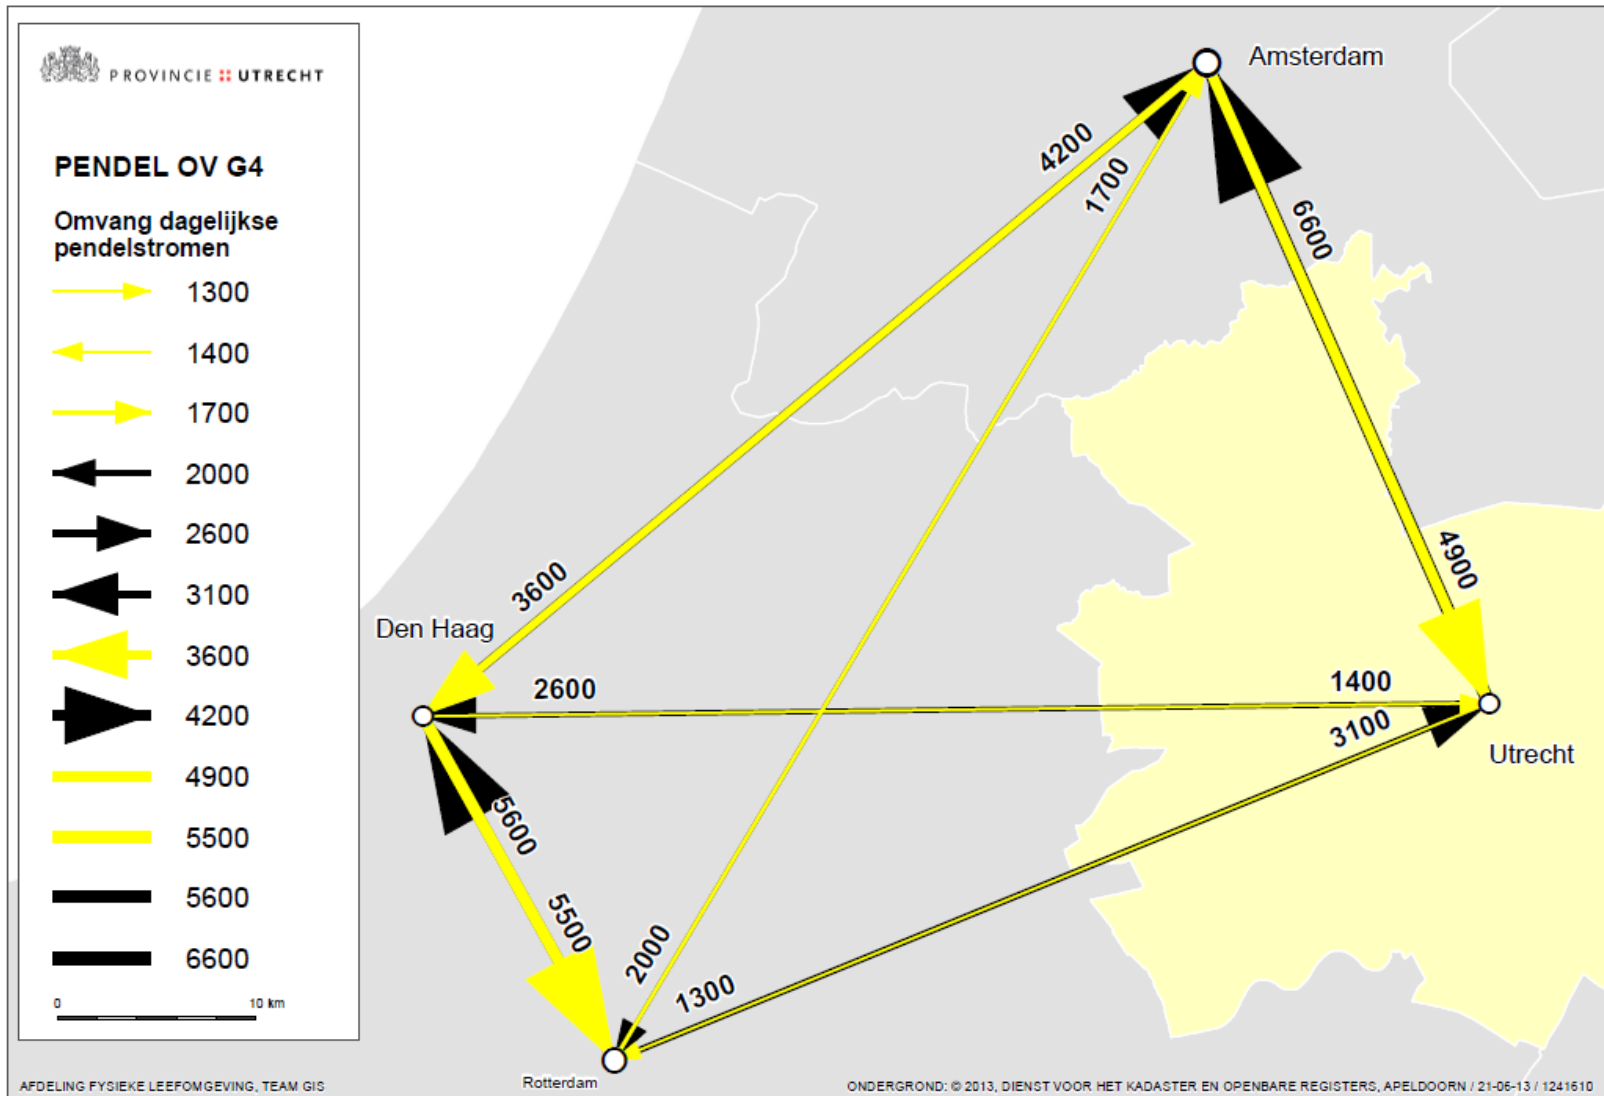 PROVINCIE :: UTRECHT
PENDEL OV G4
Omvang dagelijkse
pendelstromen
1300
1400
1700
2000
2600
3100
3600
4200
4900
5500
5600
6600
0 10 km
Amsterdam
4200
1700
6600
3600
4900
Den Haag
2600
1400
3100
Utrecht
5600
5500
2000
1300
Rotterdam
AFDELING FYSIEKE LEEFOMGEVING, TEAM GIS
ONDERGROND: © 2013, DIENST VOOR HET KADASTER EN OPENBARE REGISTERS, APELDOORN / 21-06-13 / 1241610